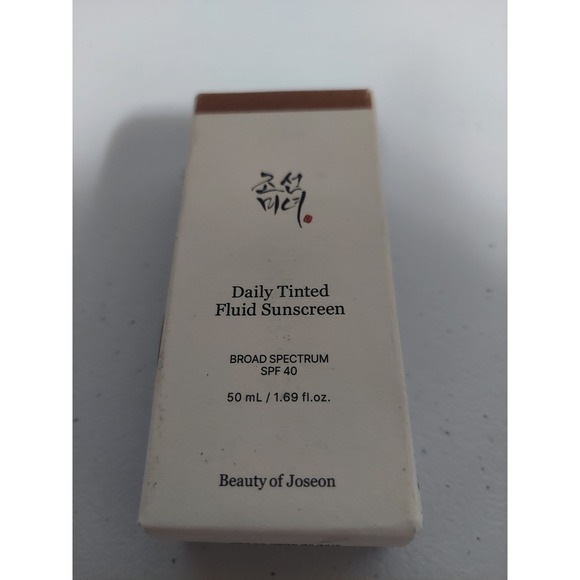 조선
미녀
Daily Tinted
Fluid Sunscreen
BROAD SPECTRUM
SPF 40
50 mL / 1.69 fl.oz.
Beauty of Joseon